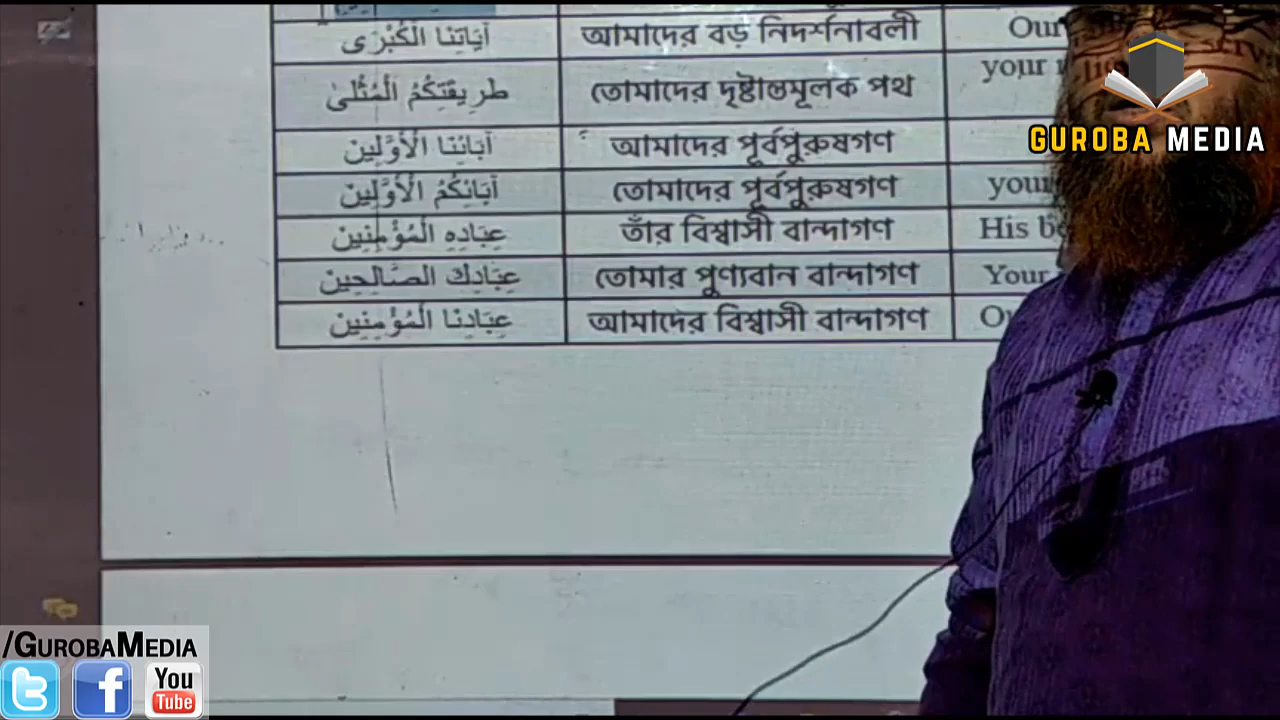 آيَاتِنَا الْكُبْرَى আমাদের বড় নিদর্শনাবলী Our
طَرِيقَتِكُمُ الْمُثْلَىٰ তোমাদের দৃষ্টান্তমূলক পথ your
آبَائِنَا الْأَوَّلِينَ আমাদের পূর্বপুরুষগণ
آبَائِكُمُ الْأَوَّلِينَ তোমাদের পূর্বপুরুষগণ your
عِبَادِهِ الْمُؤْمِنِينَ তাঁর বিশ্বাসী বান্দাগণ His
عِبَادِكَ الصَّالِحِينَ তোমার পুণ্যবান বান্দাগণ Your
عِبَادِنَا الْمُؤْمِنِينَ আমাদের বিশ্বাসী বান্দাগণ
GUROBA MEDIA
/GUROBAMEDIA
You
Tube